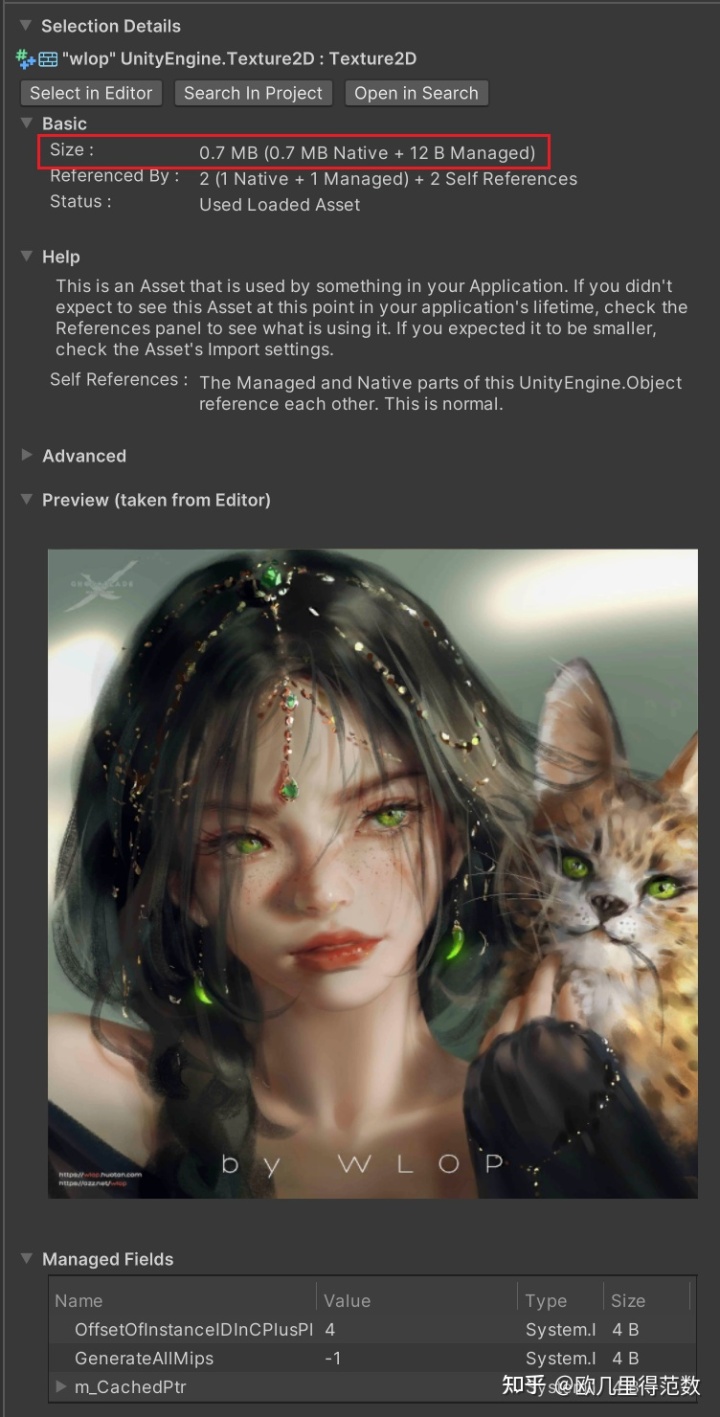 Selection Details
"wlop" UnityEngine.Texture2D : Texture2D
Select in Editor Search In Project Open in Search
Basic
Size : 0.7 MB (0.7 MB Native + 12 B Managed)
Referenced By : 2 (1 Native + 1 Managed) + 2 Self References
Status : Used Loaded Asset
Help
This is an Asset that is used by something in your Application. If you didn't
expect to see this Asset at this point in your application's lifetime, check the
References panel to see what is using it. If you expected it to be smaller,
check the Asset's Import settings.
Self References : The Managed and Native parts of this UnityEngine.Object
reference each other. This is normal.
Advanced
Preview (taken from Editor)
by WLOP
Managed Fields
Name Value Type Size
OffsetOfInstanceIDInCPlusPl 4 System.I 4 B
GenerateAllMips -1 System.I 4 B
m_CachedPtr
知乎 @欧几里得范数